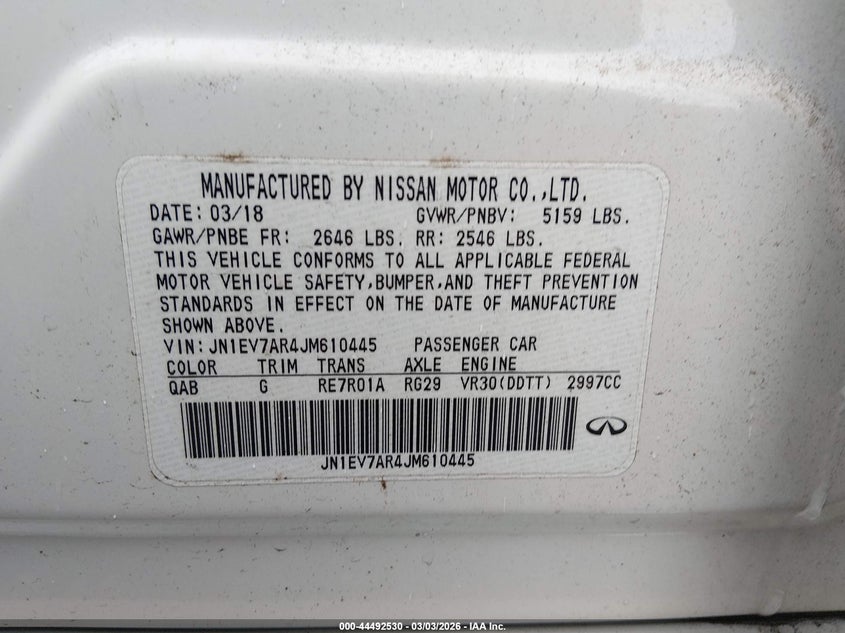 MANUFACTURED BY NISSAN MOTOR CO.,LTD.
DATE: 03/18 GVWR/PNBV: 5159 LBS.
GAWR/PNBE FR: 2646 LBS. RR: 2546 LBS.
THIS VEHICLE CONFORMS TO ALL APPLICABLE FEDERAL
MOTOR VEHICLE SAFETY,BUMPER,AND THEFT PREVENTION
STANDARDS IN EFFECT ON THE DATE OF MANUFACTURE
SHOWN ABOVE.
VIN:JN1EV7AR4JM610445 PASSENGER CAR
COLOR TRIM TRANS AXLE ENGINE
QAB G RE7R01A RG29 VR30(DDTT) 2997CC
JN1EV7AR4JM610445
000-44492530 - 03/03/2026 - IAA Inc.